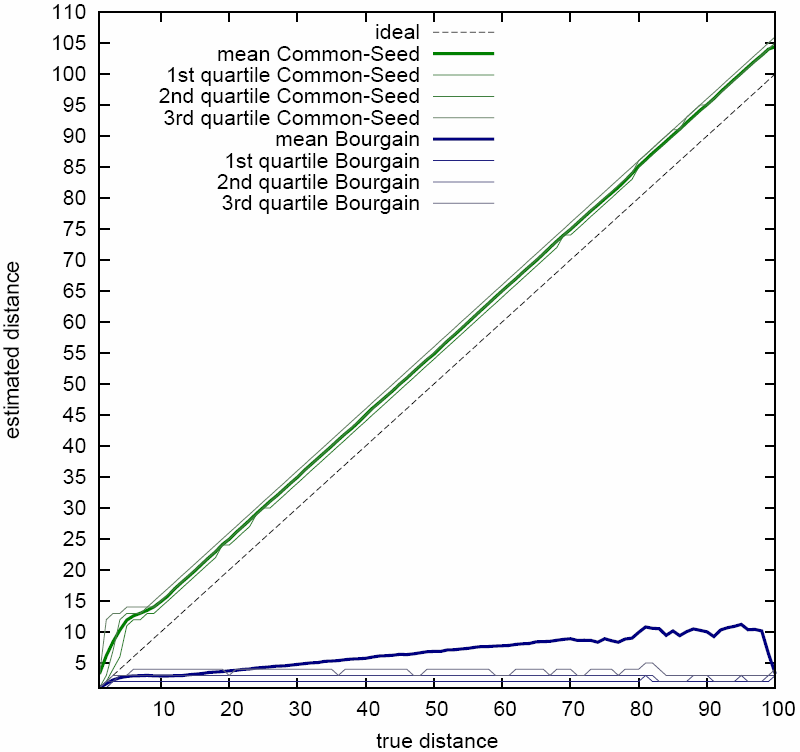 110
105
100
95
90
85
80
75
70
65
60
55
50
45
40
35
30
25
20
15
10
5
ideal
mean Common-Seed
1st quartile Common-Seed
2nd quartile Common-Seed
3rd quartile Common-Seed
mean Bourgain
1st quartile Bourgain
2nd quartile Bourgain
3rd quartile Bourgain
estimated distance
10 20 30 40 50 60 70 80 90 100
true distance